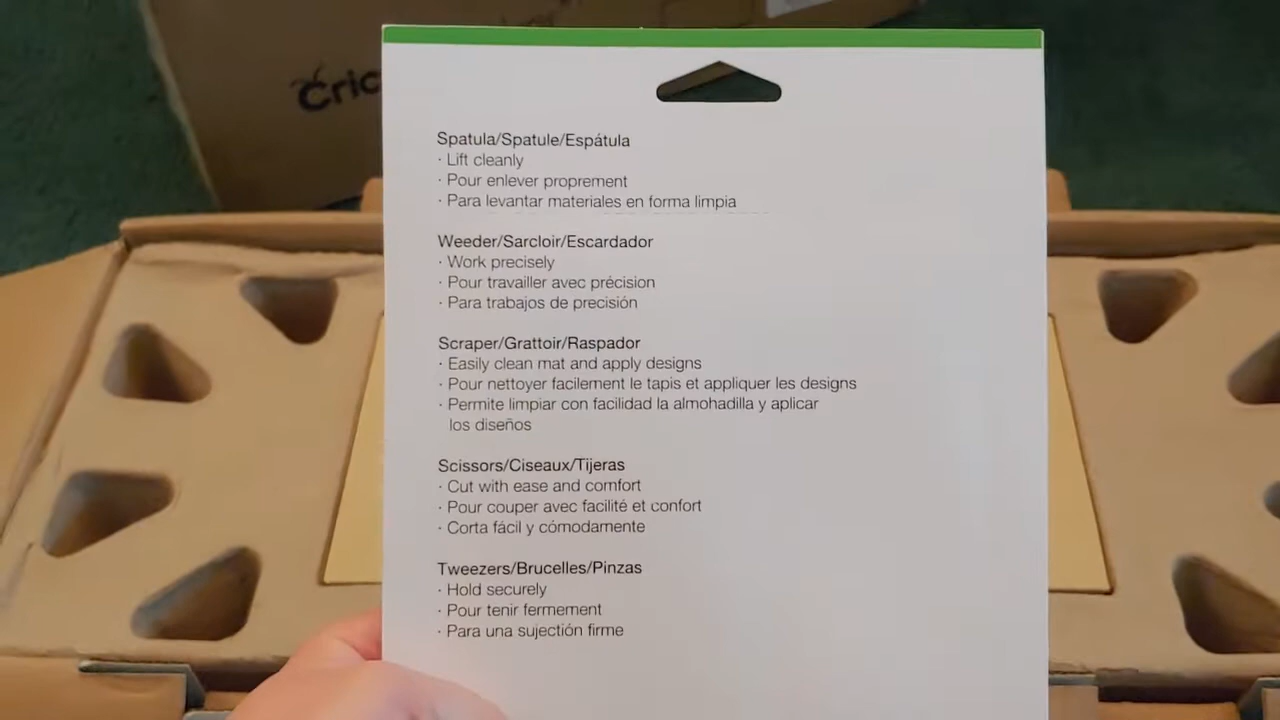 Cric
Spatula/Spatule/Espátula
· Lift cleanly
· Pour enlever proprement
· Para levantar materiales en forma limpia
Weeder/Sarcloir/Escardador
· Work precisely
· Pour travailler avec précision
· Para trabajos de precisión
Scraper/Grattoir/Raspador
· Easily clean mat and apply designs
· Pour nettoyer facilement le tapis et appliquer les designs
· Permite limpiar con facilidad la almohadilla y aplicar
los diseños
Scissors/Ciseaux/Tijeras
· Cut with ease and comfort
· Pour couper avec facilité et confort
· Corta fácil y cómodamente
Tweezers/Brucelles/Pinzas
· Hold securely
· Pour tenir fermement
· Para una sujección firme